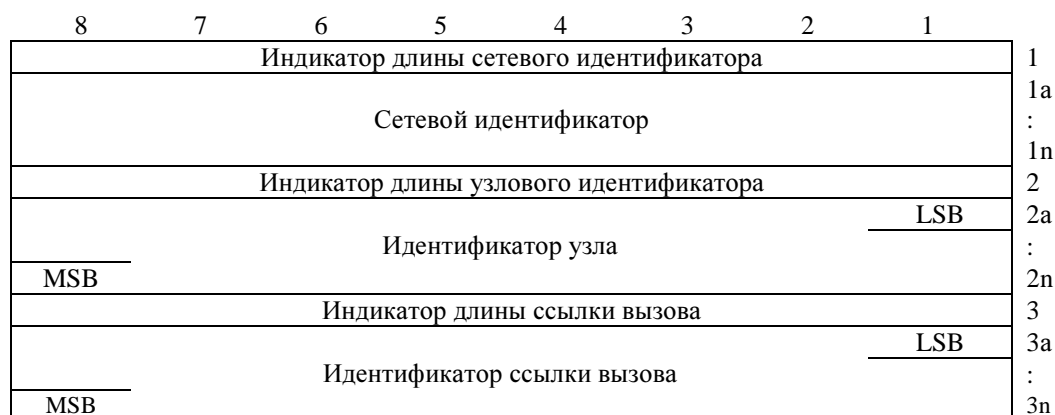 8 7 6 5 4 3 2 1
Индикатор длины сетевого идентификатора 1
1a
Сетевой идентификатор :
1n
Индикатор длины узлового идентификатора 2
LSB 2a
Идентификатор узла :
MSB 2n
Индикатор длины ссылки вызова 3
LSB 3a
Идентификатор ссылки вызова :
MSB 3n